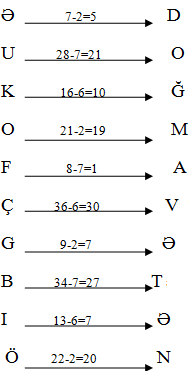 Ə 7-2=5 D
U 28-7=21 O
K 16-6=10 Ğ
O 21-2=19 M
F 8-7=1 A
Ç 36-6=30 V
G 9-2=7 Ə
B 34-7=27 T
I 13-6=7 Ə
Ö 22-2=20 N